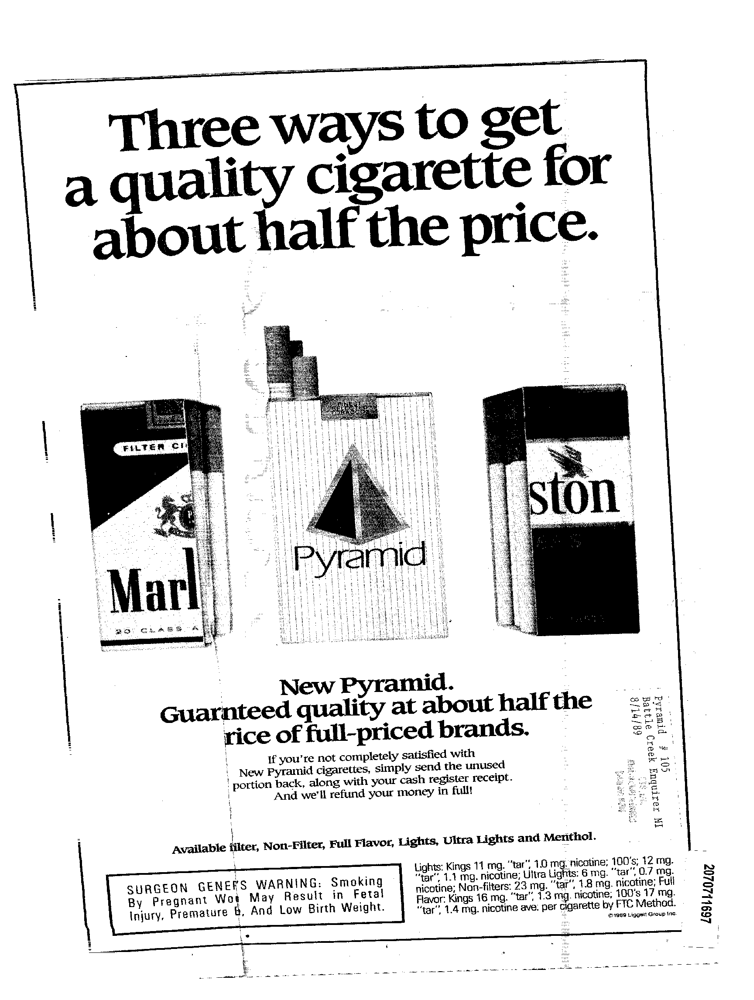 Three ways to get
a quality cigarette for
about half the price.
FILTER CI
Marl
20 CLASS A
Pyramid
ston
New Pyramid.
Guarnteed quality at about half the
rice of full-priced brands.
If you're not completely satisfied with
New Pyramid cigarettes, simply send the unused
portion back, along with your cash register receipt.
And we'll refund your money in full!
Pyramid # 105
Battle Creek Enquirer MI
8/14/89
Available filter, Non-Filter, Full Flavor, Lights, Ultra Lights and Menthol.
SURGEON GENER'S WARNING: Smoking
By Pregnant Wo May Result in Fetal
Injury, Premature B, And Low Birth Weight.
Lights: Kings 11 mg. "tar", 1.0 mg. nicotine; 100's; 12 mg.
"tar", 1.1 mg. nicotine; Ultra Lights: 6 mg. "tar", 0.7 mg.
nicotine; Non-filters: 23 mg. "tar", 1.8 mg. nicotine; Full
Flavor: Kings 16 mg. "tar", 1.3 mg. nicotine; 100's 17 mg.
"tar", 1.4 mg. nicotine ave. per cigarette by FTC Method.
©1989 Liggett Group Inc.
2070711697